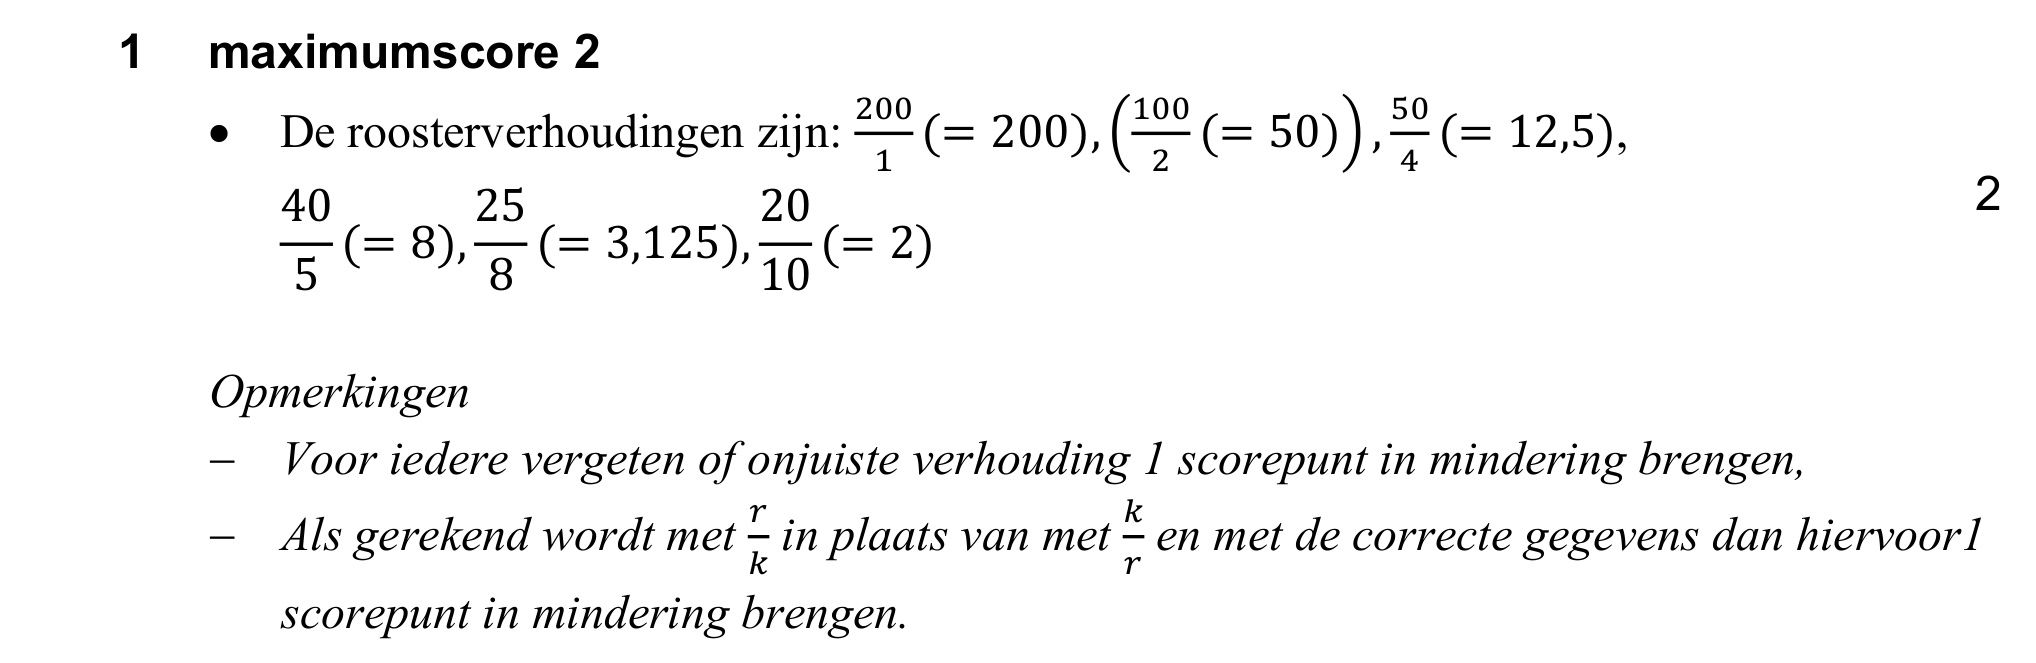 1 maximumscore 2
• De roosterverhoudingen zijn: 200/1 (= 200), (100/2 (= 50)), 50/4 (= 12,5),
40/5 (= 8), 25/8 (= 3,125), 20/10 (= 2) 2
Opmerkingen
– Voor iedere vergeten of onjuiste verhouding 1 scorepunt in mindering brengen,
– Als gerekend wordt met r/k in plaats van met k/r en met de correcte gegevens dan hiervoor1
scorepunt in mindering brengen.